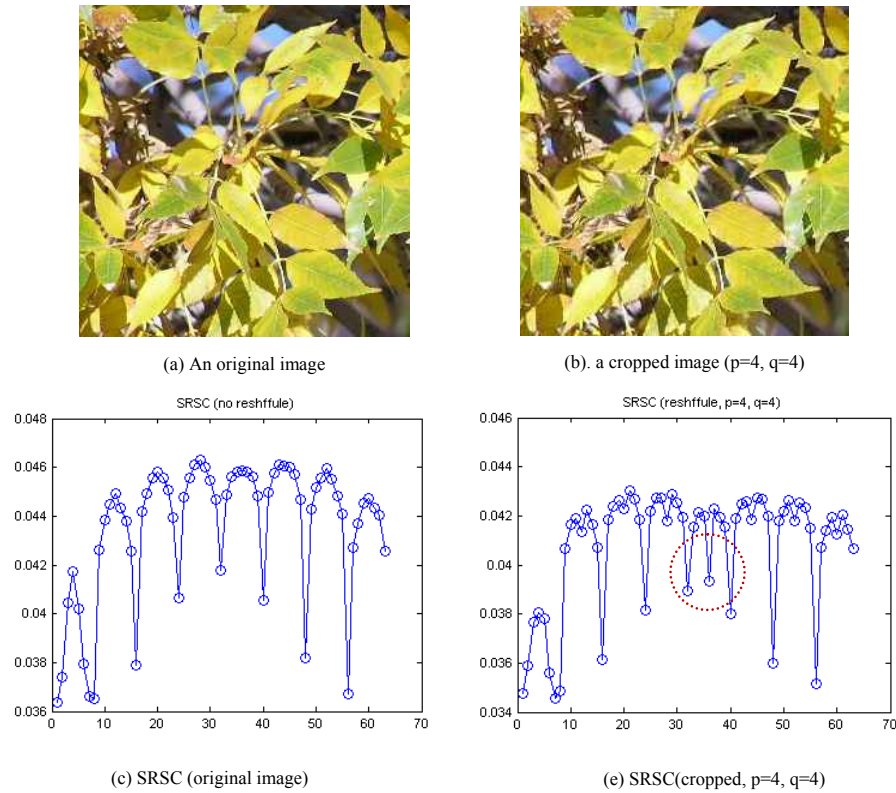 (a) An original image
(b). a cropped image (p=4, q=4)
SRSC (no reshffule)
0.048
0.046
0.044
0.042
0.04
0.038
0.036
0 10 20 30 40 50 60 70
SRSC (reshffule, p=4, q=4)
0.046
0.044
0.042
0.04
0.038
0.036
0.034
0 10 20 30 40 50 60 70
(c) SRSC (original image)
(e) SRSC(cropped, p=4, q=4)